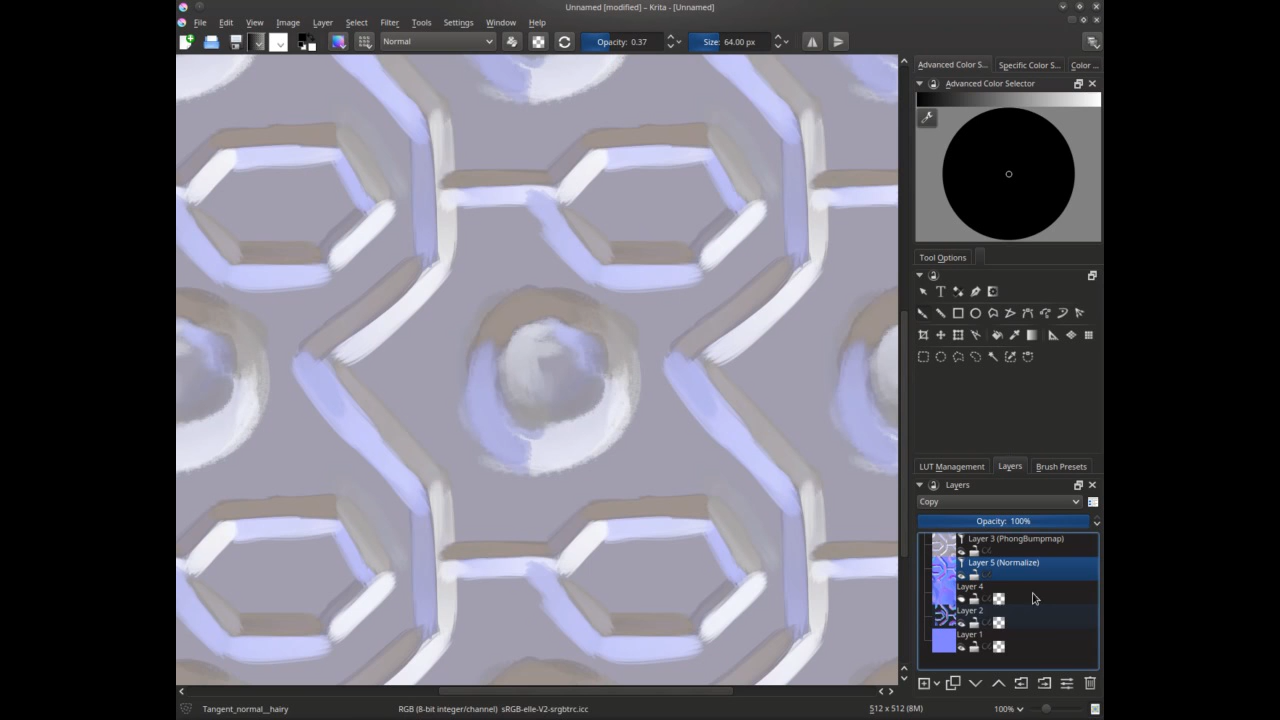 Unnamed [modified] – Krita - [Unnamed]
File Edit View Image Layer Select Filter Tools Settings Window Help
Normal Opacity: 0.37 Size: 64.00 px
Advanced Color S... Specific Color S... Color ...
Advanced Color Selector
Tool Options
LUT Management Layers Brush Presets
Layers
Copy
Opacity: 100%
Layer 3 (PhongBumpmap)
Layer 5 (Normalize)
Layer 4
Layer 2
Layer 1
Tangent_normal__hairy RGB (8-bit integer/channel) sRGB-elle-V2-srgbtrc.icc 512 x 512 (8M) 100%